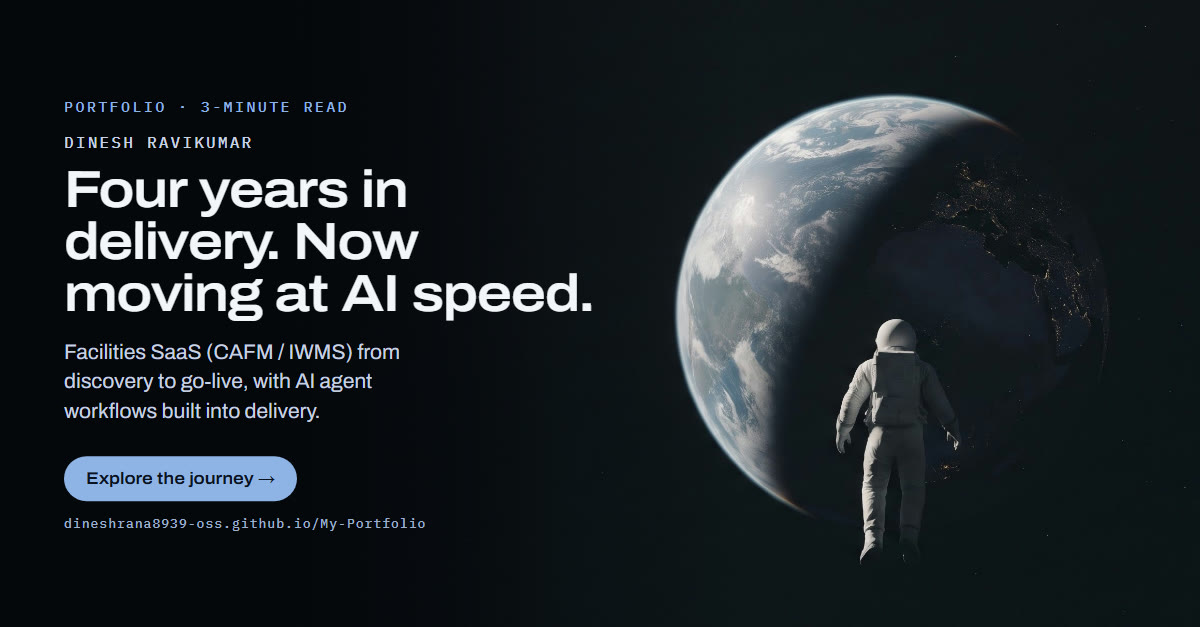 PORTFOLIO · 3-MINUTE READ
DINESH RAVIKUMAR
Four years in
delivery. Now
moving at AI speed.
Facilities SaaS (CAFM / IWMS) from
discovery to go-live, with AI agent
workflows built into delivery.
Explore the journey →
dineshrana8939-oss.github.io/My-Portfolio